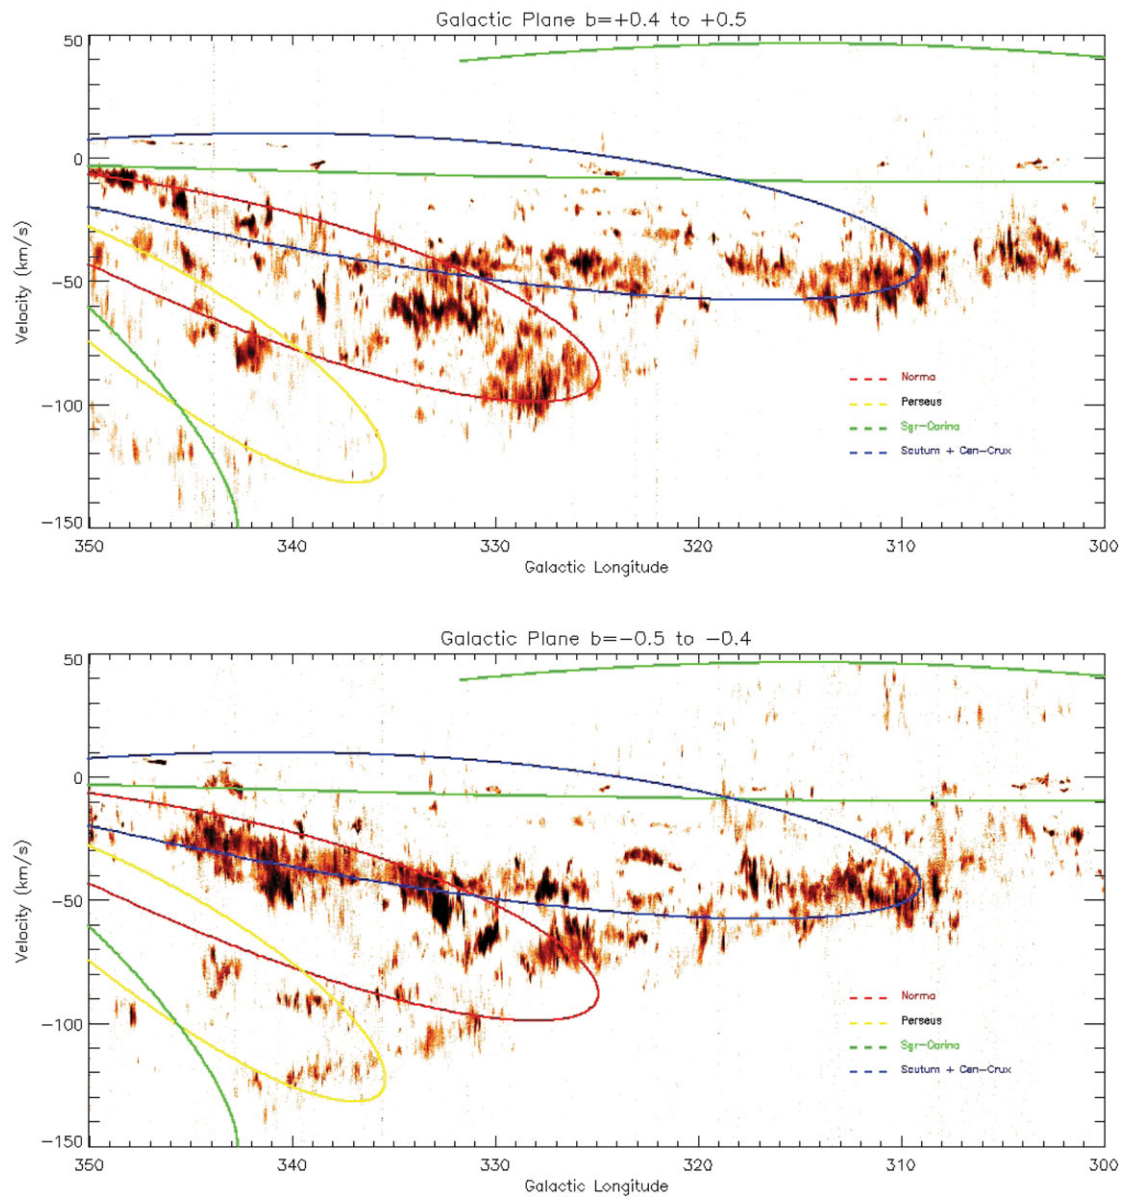 Galactic Plane b=+0.4 to +0.5
50
0
−50
−100
−150
Velocity (km/s)
Norma
Perseus
Sgr−Carina
Scutum + Cen−Crux
350
340
330
320
310
300
Galactic Longitude
Galactic Plane b=−0.5 to −0.4
50
0
−50
−100
−150
Velocity (km/s)
Norma
Perseus
Sgr−Carina
Scutum + Cen−Crux
350
340
330
320
310
300
Galactic Longitude